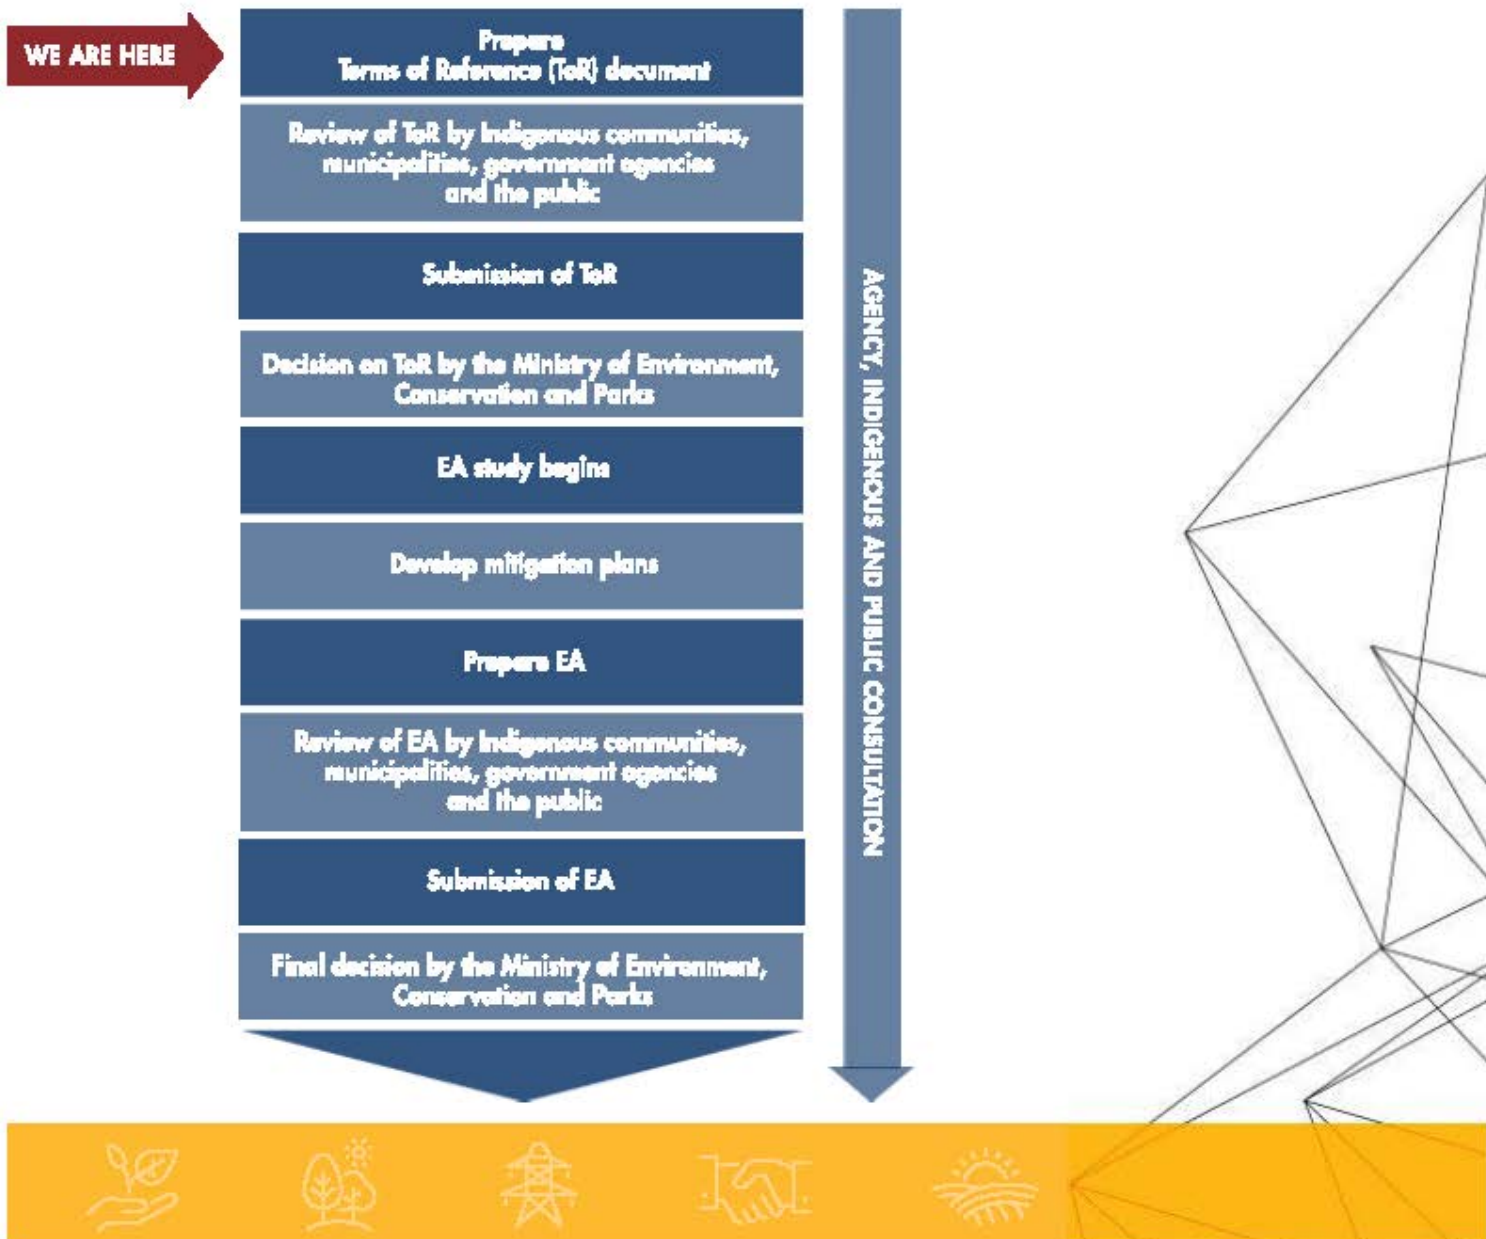 WE ARE HERE
Prepare
Terms of Reference (ToR) document
Review of ToR by Indigenous communities,
municipalities, government agencies
and the public
Submission of ToR
Decision on ToR by the Ministry of Environment,
Conservation and Parks
EA study begins
Develop mitigation plans
Prepare EA
Review of EA by Indigenous communities,
municipalities, government agencies
and the public
Submission of EA
Final decision by the Ministry of Environment,
Conservation and Parks
AGENCY, INDIGENOUS AND PUBLIC CONSULTATION